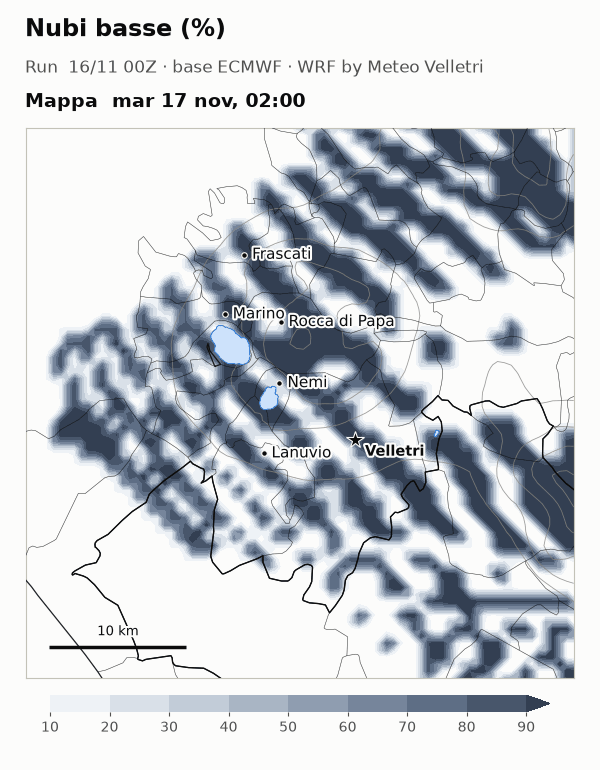 Nubi basse (%)
Run  16/11 00Z · base ECMWF · WRF by Meteo Velletri
Mappa  mar 17 nov, 02:00
Frascati
Marino
Rocca di Papa
Nemi
Velletri
Lanuvio
10 km
10 20 30 40 50 60 70 80 90